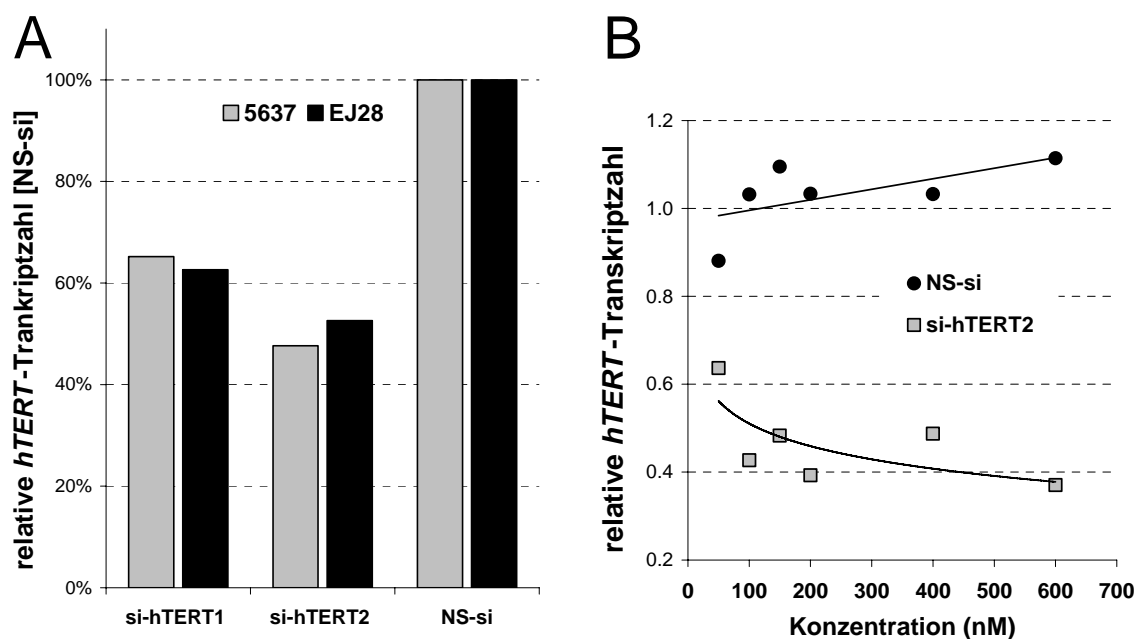 A
relative hTERT-Trankriptzahl [NS-si]
100%
80%
60%
40%
20%
0%
5637 EJ28
si-hTERT1 si-hTERT2 NS-si
B
relative hTERT-Transkriptzahl
1.2
1.0
0.8
0.6
0.4
0.2
NS-si
si-hTERT2
0 100 200 300 400 500 600 700
Konzentration (nM)